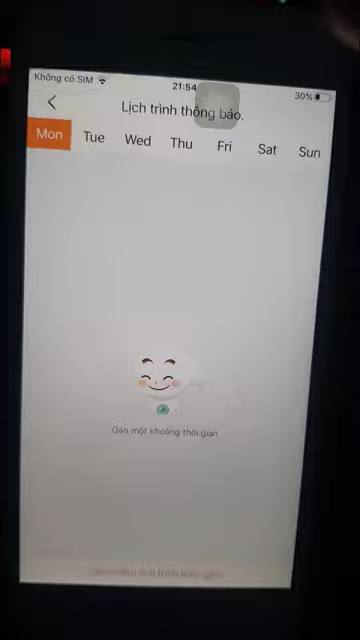 Không có SIM
21:54
30%
Lịch trình thông báo.
Mon Tue Wed Thu Fri Sat Sun
Gán một khoảng thời gian